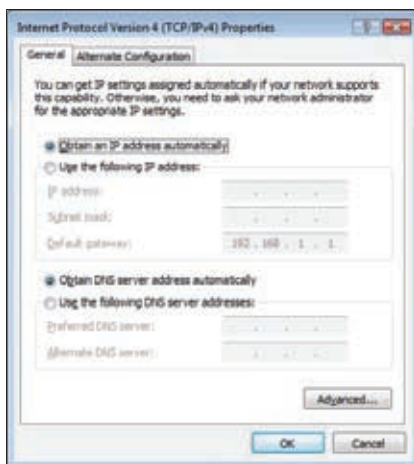 Internet Protocol Version 4 (TCP/IPv4) Properties
General Alternate Configuration
You can get IP settings assigned automatically if your network supports
this capability. Otherwise, you need to ask your network administrator
for the appropriate IP settings.
Obtain an IP address automatically
Use the following IP address:
IP address:
Subnet mask:
Default gateway: 192 . 168 . 1 . 1
Obtain DNS server address automatically
Use the following DNS server addresses:
Preferred DNS server:
Alternate DNS server:
Advanced...
OK Cancel